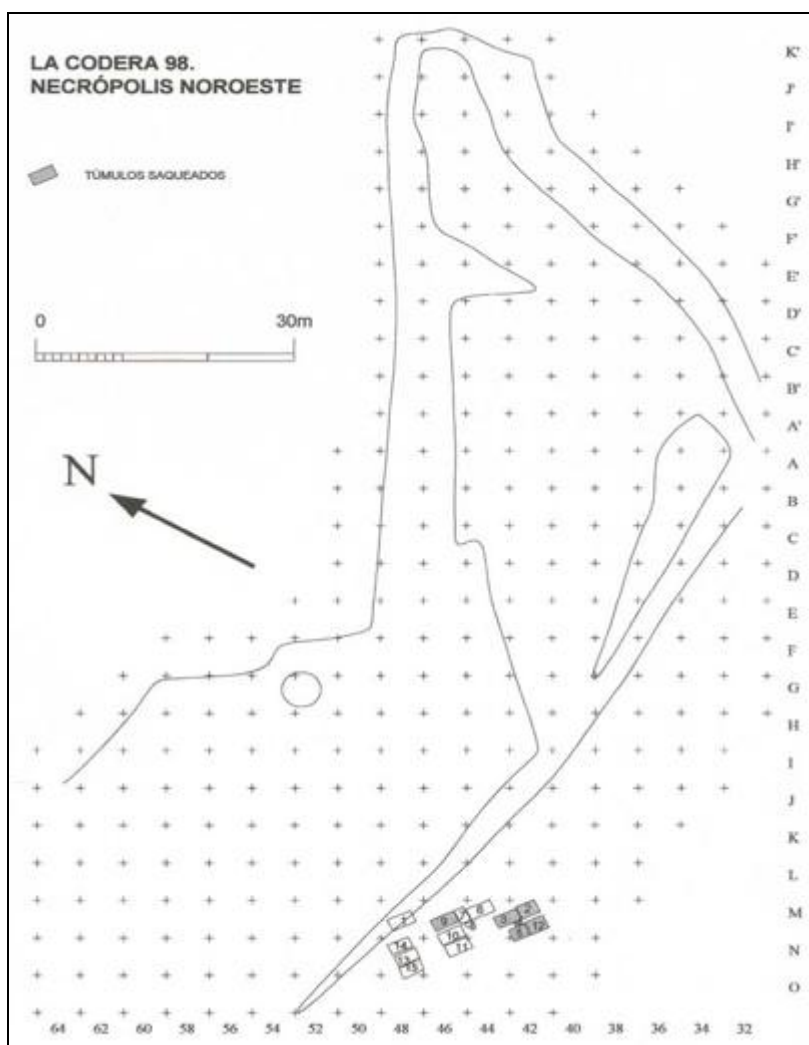 LA CODERA 98.
NECRÓPOLIS NOROESTE
TÚMULOS SAQUEADOS
0 30m
N
K'
J'
I'
H'
G'
F'
E'
D'
C'
B'
A'
A
B
C
D
E
F
G
H
I
J
K
L
M
N
O
64 62 60 58 56 54 52 50 48 46 44 42 40 38 36 34 32